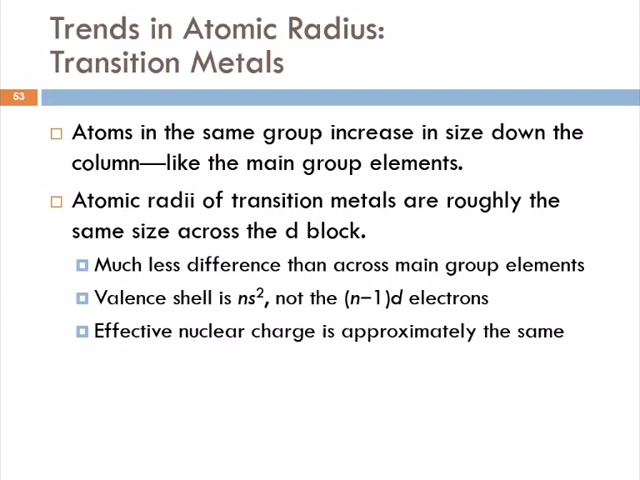 Trends in Atomic Radius:
Transition Metals
53
Atoms in the same group increase in size down the
column—like the main group elements.
Atomic radii of transition metals are roughly the
same size across the d block.
Much less difference than across main group elements
Valence shell is ns², not the (n−1)d electrons
Effective nuclear charge is approximately the same